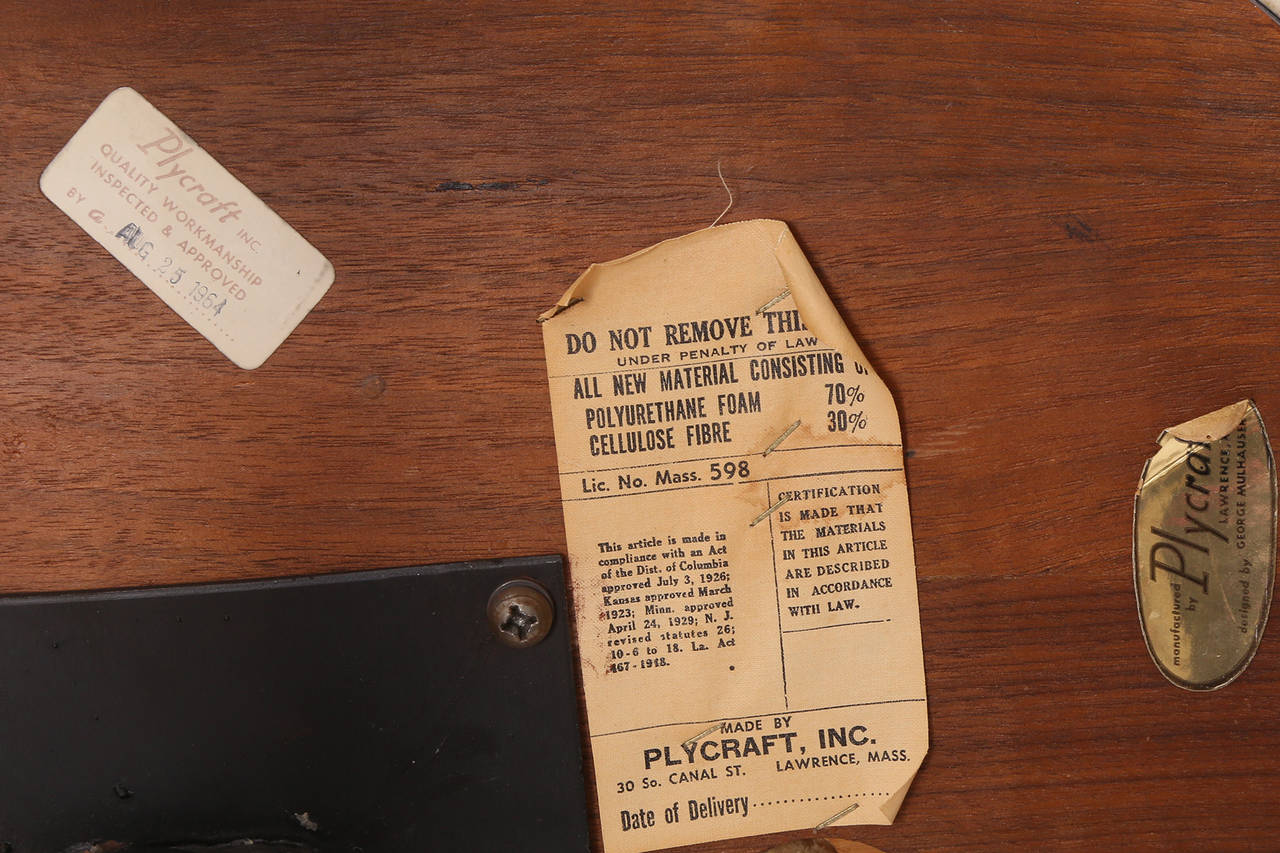 Plycraft INC.
QUALITY WORKMANSHIP
INSPECTED & APPROVED
BY
AUG 25 1964
DO NOT REMOVE
UNDER PENALTY OF LAW
ALL NEW MATERIAL CONSISTING
POLYURETHANE FOAM 70%
CELLULOSE FIBRE 30%
Lic. No. Mass. 598
This article is made in
compliance with an Act
of the Dist. of Columbia
approved July 3, 1926;
Kansas approved March
1923; Minn. approved
April 24, 1929; N. J.
revised statutes 26;
10-6 to 18. La. Act
467-1948.
CERTIFICATION
IS MADE THAT
THE MATERIALS
IN THIS ARTICLE
ARE DESCRIBED
IN ACCORDANCE
WITH LAW.
MADE BY
PLYCRAFT, INC.
30 So. CANAL ST. LAWRENCE, MASS.
Date of Delivery
manufactured
by
LAWRENCE,
designed by GEORGE MULHAUSER